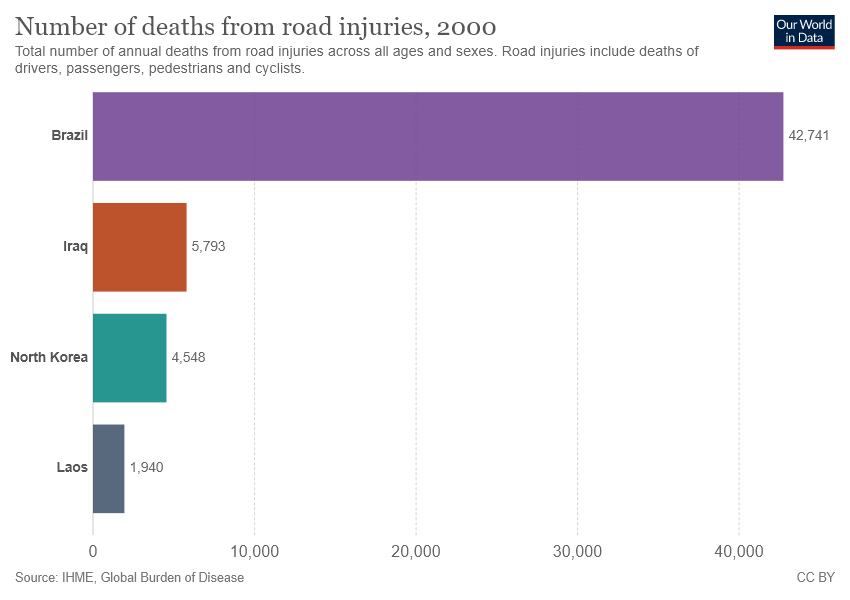 Number of deaths from road injuries, 2000
Our World
in Data
Total number of annual deaths from road injuries across all ages and sexes. Road injuries include deaths of
drivers, passengers, pedestrians and cyclists.
Brazil
42,741
Iraq
5,793
North Korea
4,548
Laos
1,940
0
10,000
20,000
30,000
40,000
Source: IHME, Global Burden of Disease
CC BY